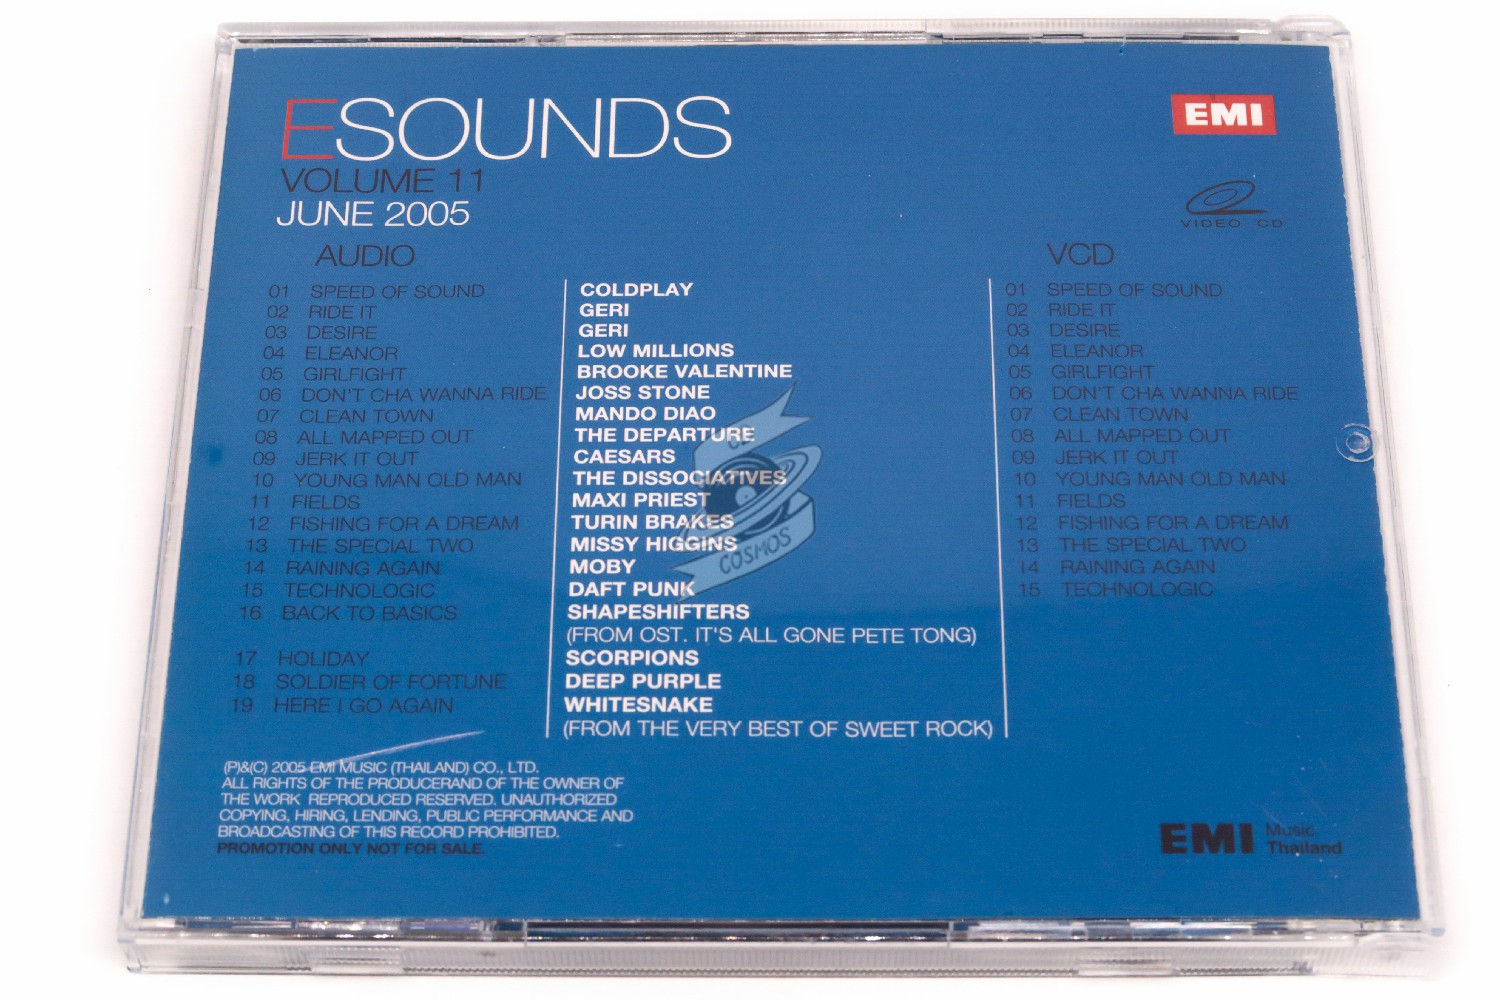 ESOUNDS
EMI
VOLUME 11
JUNE 2005
VIDEO CD
AUDIO
VCD
01 SPEED OF SOUND COLDPLAY 01 SPEED OF SOUND
02 RIDE IT GERI 02 RIDE IT
03 DESIRE GERI 03 DESIRE
04 ELEANOR LOW MILLIONS 04 ELEANOR
05 GIRLFIGHT BROOKE VALENTINE 05 GIRLFIGHT
06 DON'T CHA WANNA RIDE JOSS STONE 06 DON'T CHA WANNA RIDE
07 CLEAN TOWN MANDO DIAO 07 CLEAN TOWN
08 ALL MAPPED OUT THE DEPARTURE 08 ALL MAPPED OUT
09 JERK IT OUT CAESARS 09 JERK IT OUT
10 YOUNG MAN OLD MAN THE DISSOCIATIVES 10 YOUNG MAN OLD MAN
11 FIELDS MAXI PRIEST 11 FIELDS
12 FISHING FOR A DREAM TURIN BRAKES 12 FISHING FOR A DREAM
13 THE SPECIAL TWO MISSY HIGGINS 13 THE SPECIAL TWO
14 RAINING AGAIN MOBY 14 RAINING AGAIN
15 TECHNOLOGIC DAFT PUNK 15 TECHNOLOGIC
16 BACK TO BASICS SHAPESHIFTERS
(FROM OST. IT'S ALL GONE PETE TONG)
17 HOLIDAY SCORPIONS
18 SOLDIER OF FORTUNE DEEP PURPLE
19 HERE I GO AGAIN WHITESNAKE
(FROM THE VERY BEST OF SWEET ROCK)
COSMOS
(P)&(C) 2005 EMI MUSIC (THAILAND) CO., LTD.
ALL RIGHTS OF THE PRODUCERAND OF THE OWNER OF
THE WORK REPRODUCED RESERVED. UNAUTHORIZED
COPYING, HIRING, LENDING, PUBLIC PERFORMANCE AND
BROADCASTING OF THIS RECORD PROHIBITED.
PROMOTION ONLY NOT FOR SALE.
EMI Music
Thailand